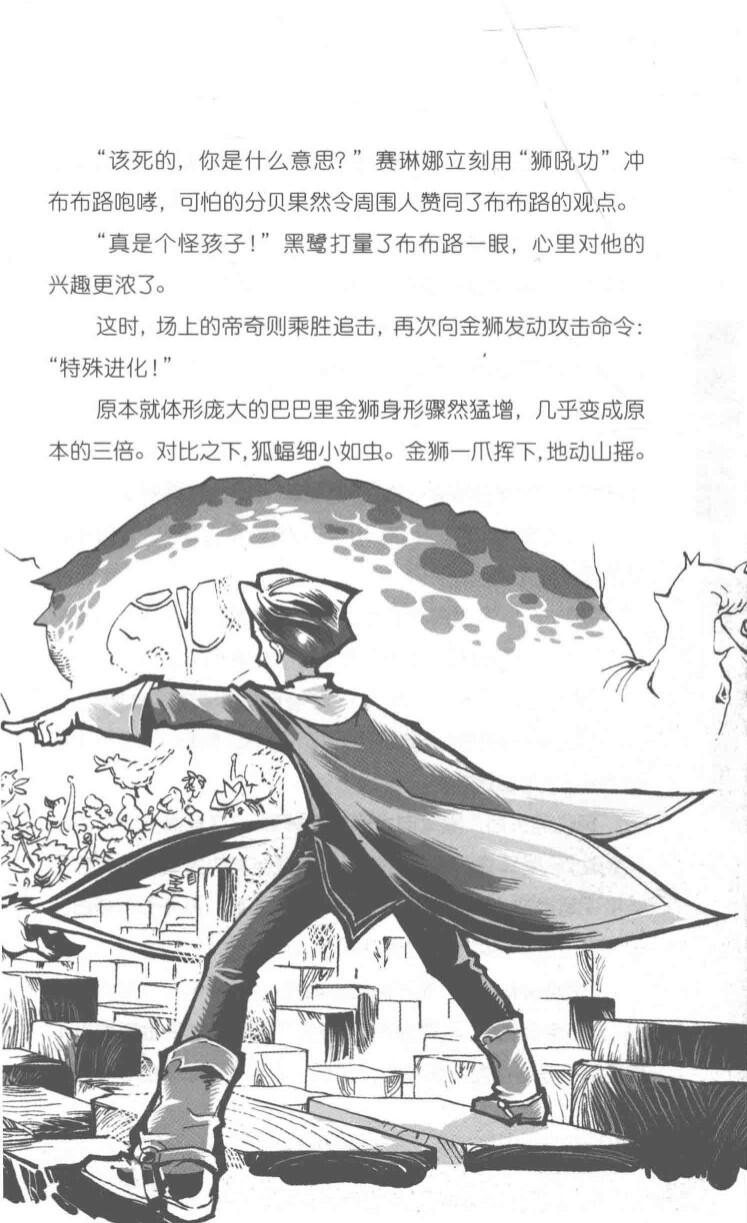 “该死的，你是什么意思？”赛琳娜立刻用“狮吼功”冲
布布路咆哮，可怕的分贝果然令周围人赞同了布布路的观点。
“真是个怪孩子！”黑鹭打量了布布路一眼，心里对他的
兴趣更浓了。
这时，场上的帝奇则乘胜追击，再次向金狮发动攻击命令：
“特殊进化！”
原本就体形庞大的巴巴里金狮身形骤然猛增，几乎变成原
本的三倍。对比之下，狐蝠细小如虫。金狮一爪挥下，地动山摇。